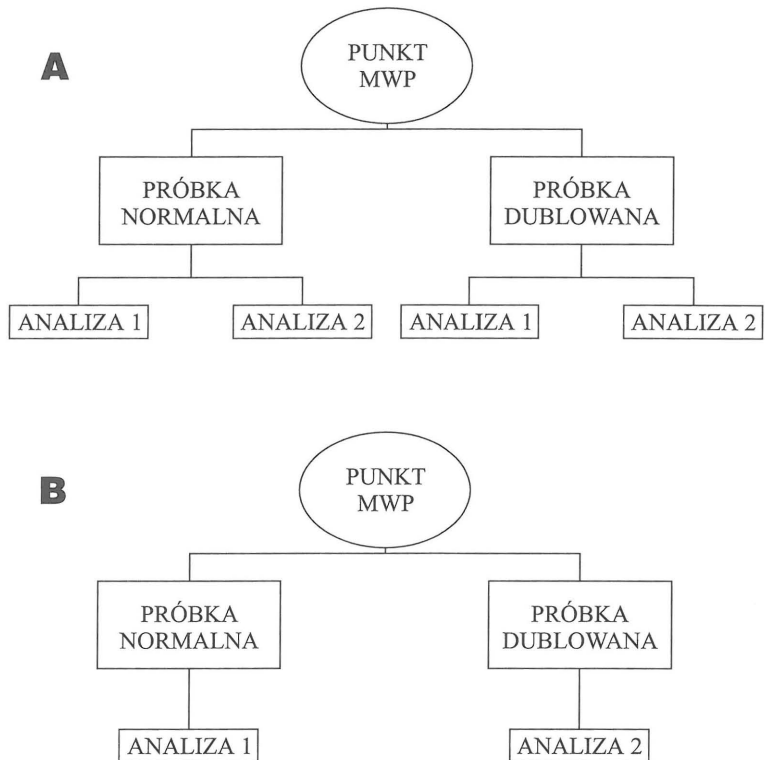 A
PUNKT
MWP
PRÓBKA
NORMALNA
PRÓBKA
DUBLOWANA
ANALIZA 1
ANALIZA 2
ANALIZA 1
ANALIZA 2
B
PUNKT
MWP
PRÓBKA
NORMALNA
PRÓBKA
DUBLOWANA
ANALIZA 1
ANALIZA 2